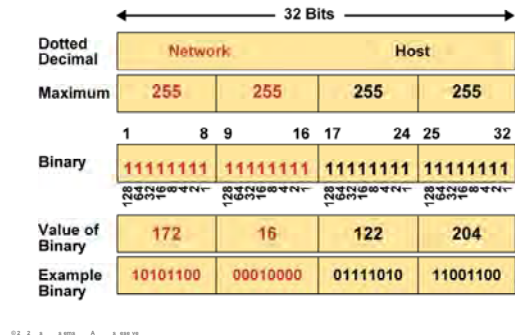 32 Bits
Dotted Decimal Network Host
Maximum 255 255 255 255
1 8 9 16 17 24 25 32
Binary 11111111 11111111 11111111 11111111
128 64 32 16 8 4 2 1 128 64 32 16 8 4 2 1 128 64 32 16 8 4 2 1 128 64 32 16 8 4 2 1
Value of Binary 172 16 122 204
Example Binary 10101100 00010000 01111010 11001100